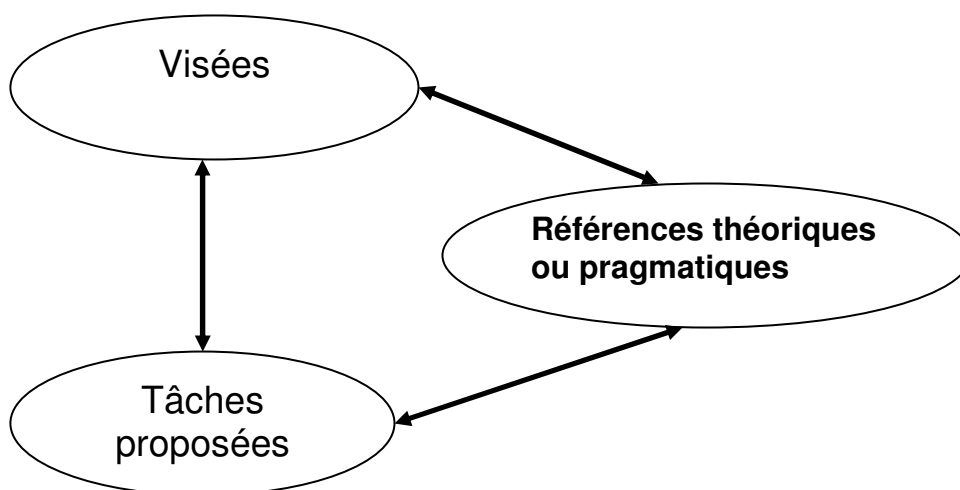 Visées
Références théoriques
ou pragmatiques
Tâches
proposées